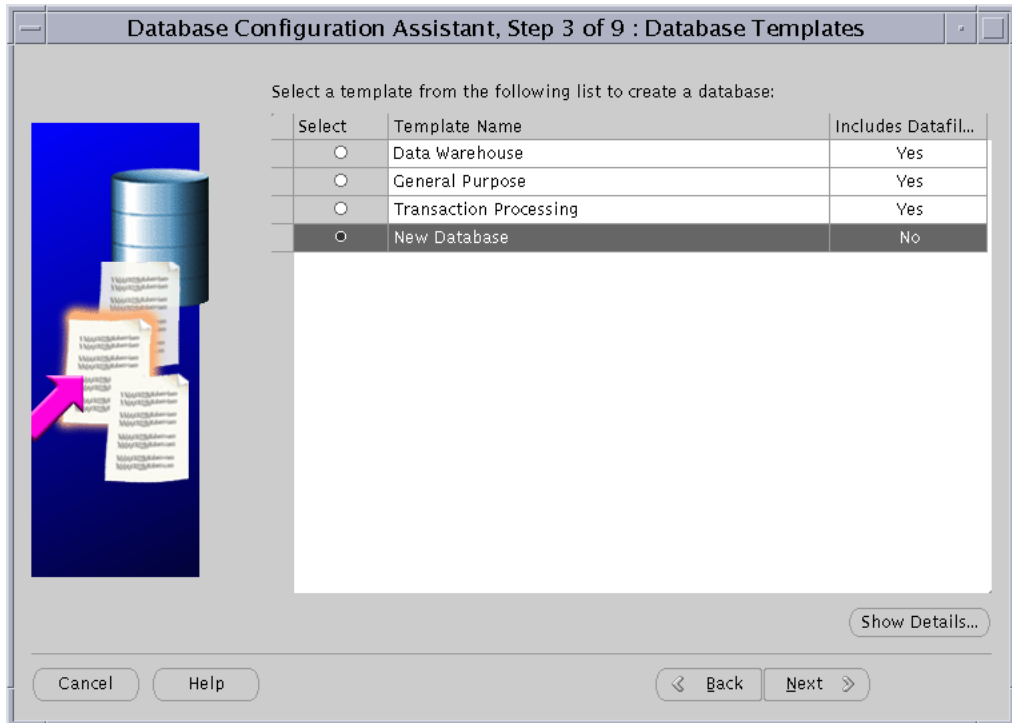 Database Configuration Assistant, Step 3 of 9 : Database Templates
Select a template from the following list to create a database:
Select Template Name Includes Datafil...
Data Warehouse Yes
General Purpose Yes
Transaction Processing Yes
New Database No
Show Details...
Cancel Help Back Next